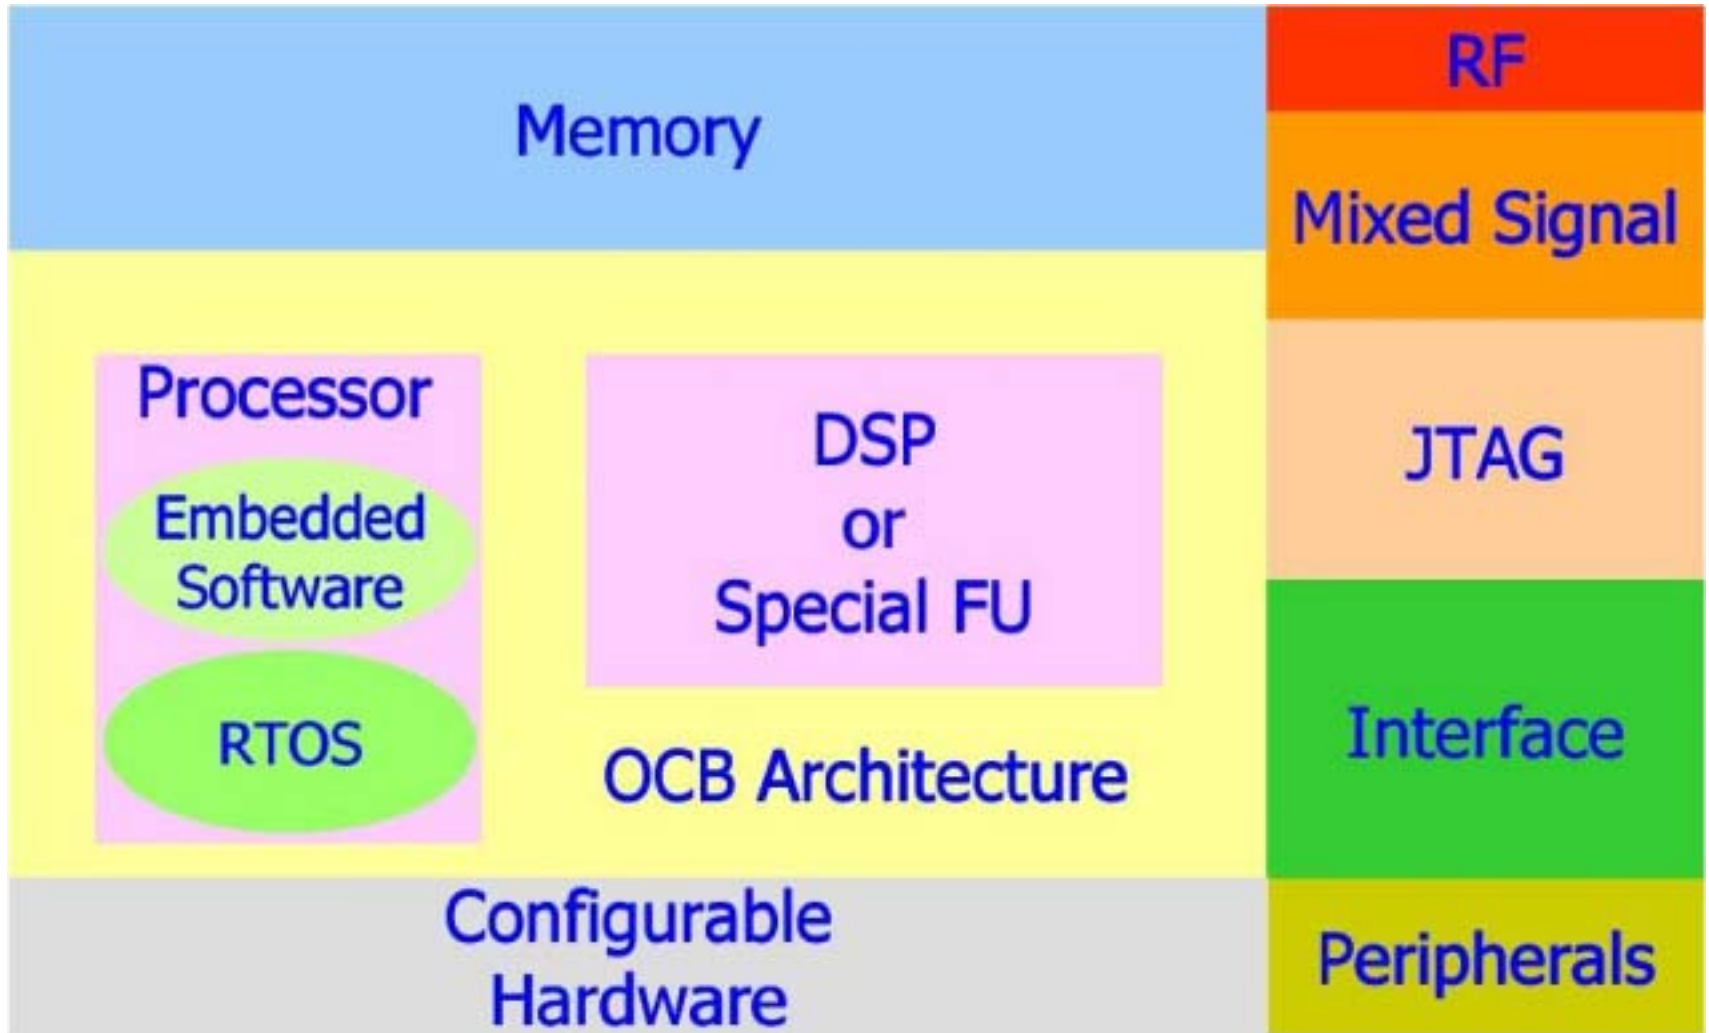 Memory
RF
Mixed Signal
Processor
Embedded
Software
RTOS
DSP
or
Special FU
OCB Architecture
JTAG
Interface
Configurable
Hardware
Peripherals